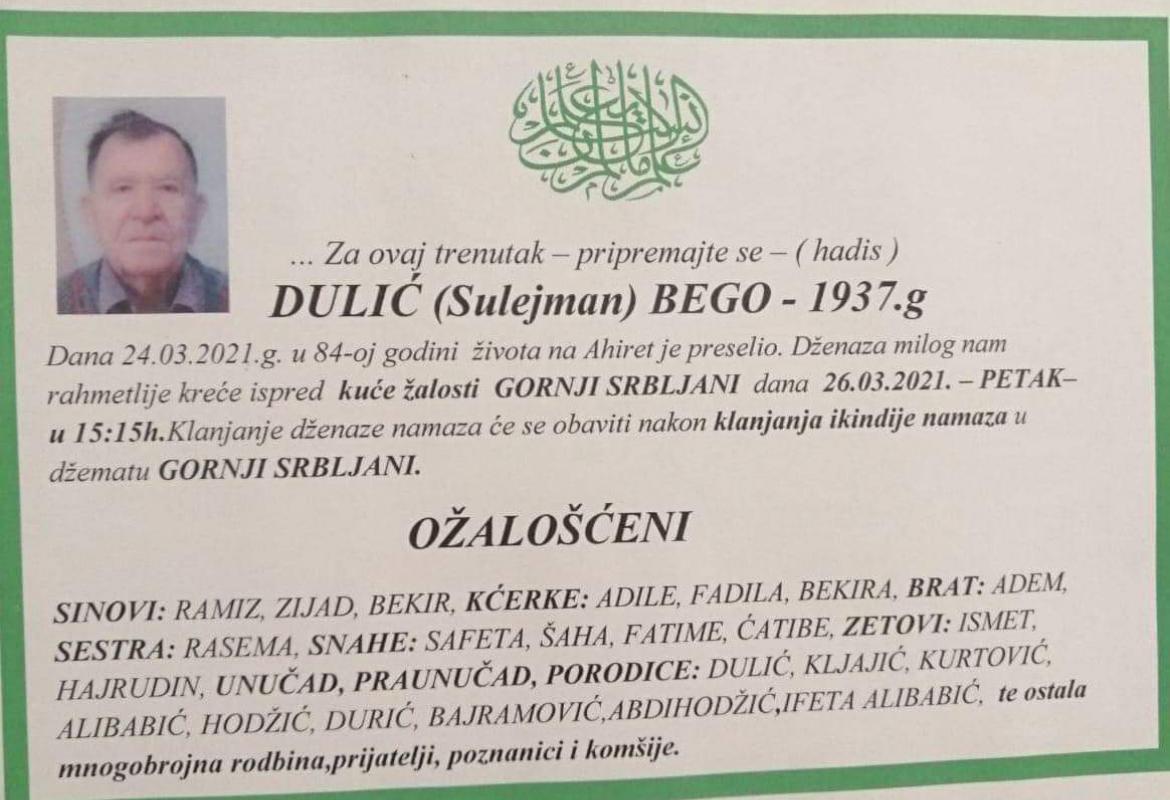 ... Za ovaj trenutak – pripremajte se – ( hadis )
DULIĆ (Sulejman) BEGO - 1937.g
Dana 24.03.2021.g. u 84-oj godini života na Ahiret je preselio. Dženaza milog nam
rahmetlije kreće ispred kuće žalosti GORNJI SRBLJANI dana 26.03.2021. – PETAK–
u 15:15h.Klanjanje dženaze namaza će se obaviti nakon klanjanja ikindije namaza u
džematu GORNJI SRBLJANI.
OŽALOŠĆENI
SINOVI: RAMIZ, ZIJAD, BEKIR, KĆERKE: ADILE, FADILA, BEKIRA, BRAT: ADEM,
SESTRA: RASEMA, SNAHE: SAFETA, ŠAHA, FATIME, ĆATIBE, ZETOVI: ISMET,
HAJRUDIN, UNUČAD, PRAUNUČAD, PORODICE: DULIĆ, KLJAJIĆ, KURTOVIĆ,
ALIBABIĆ, HODŽIĆ, DURIĆ, BAJRAMOVIĆ,ABDIHODŽIĆ,IFETA ALIBABIĆ, te ostala
mnogobrojna rodbina,prijatelji, poznanici i komšije.